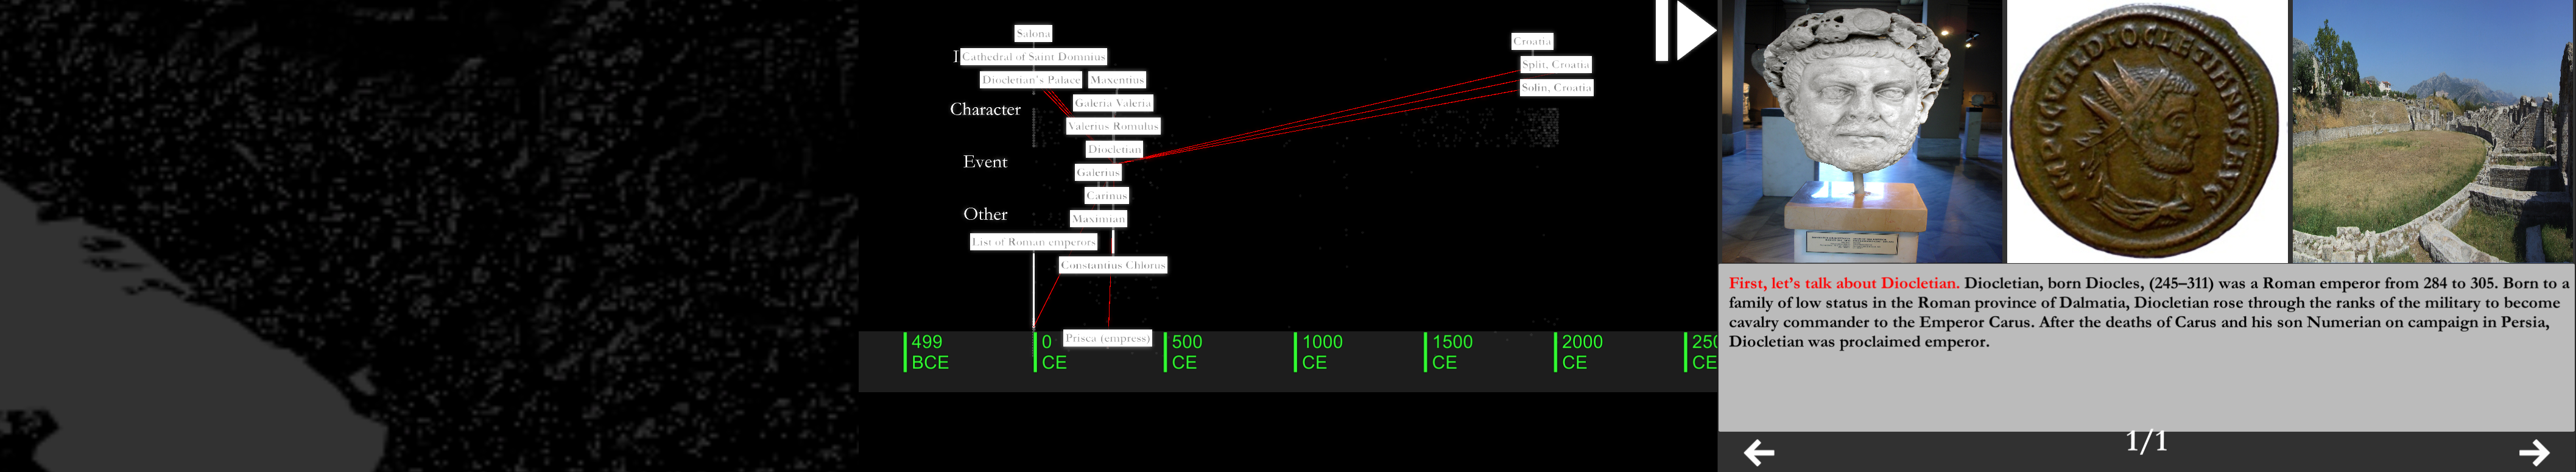 Salona
Cathedral of Saint Domnius
Diocletian's Palace
Maxentius
Galeria Valeria
Character
Valerius Romulus
Diocletian
Event
Galerius
Carinus
Other
Maximian
List of Roman emperors
Constantius Chlorus
Prisca (empress)
Croatia
Split, Croatia
Solin, Croatia
499 BCE
0 CE
500 CE
1000 CE
1500 CE
2000 CE
250 CE
IMP C C VAL DIOCLETIANVS AVG
First, let's talk about Diocletian. Diocletian, born Diocles, (245–311) was a Roman emperor from 284 to 305. Born to a
family of low status in the Roman province of Dalmatia, Diocletian rose through the ranks of the military to become
cavalry commander to the Emperor Carus. After the deaths of Carus and his son Numerian on campaign in Persia,
Diocletian was proclaimed emperor.
1/1